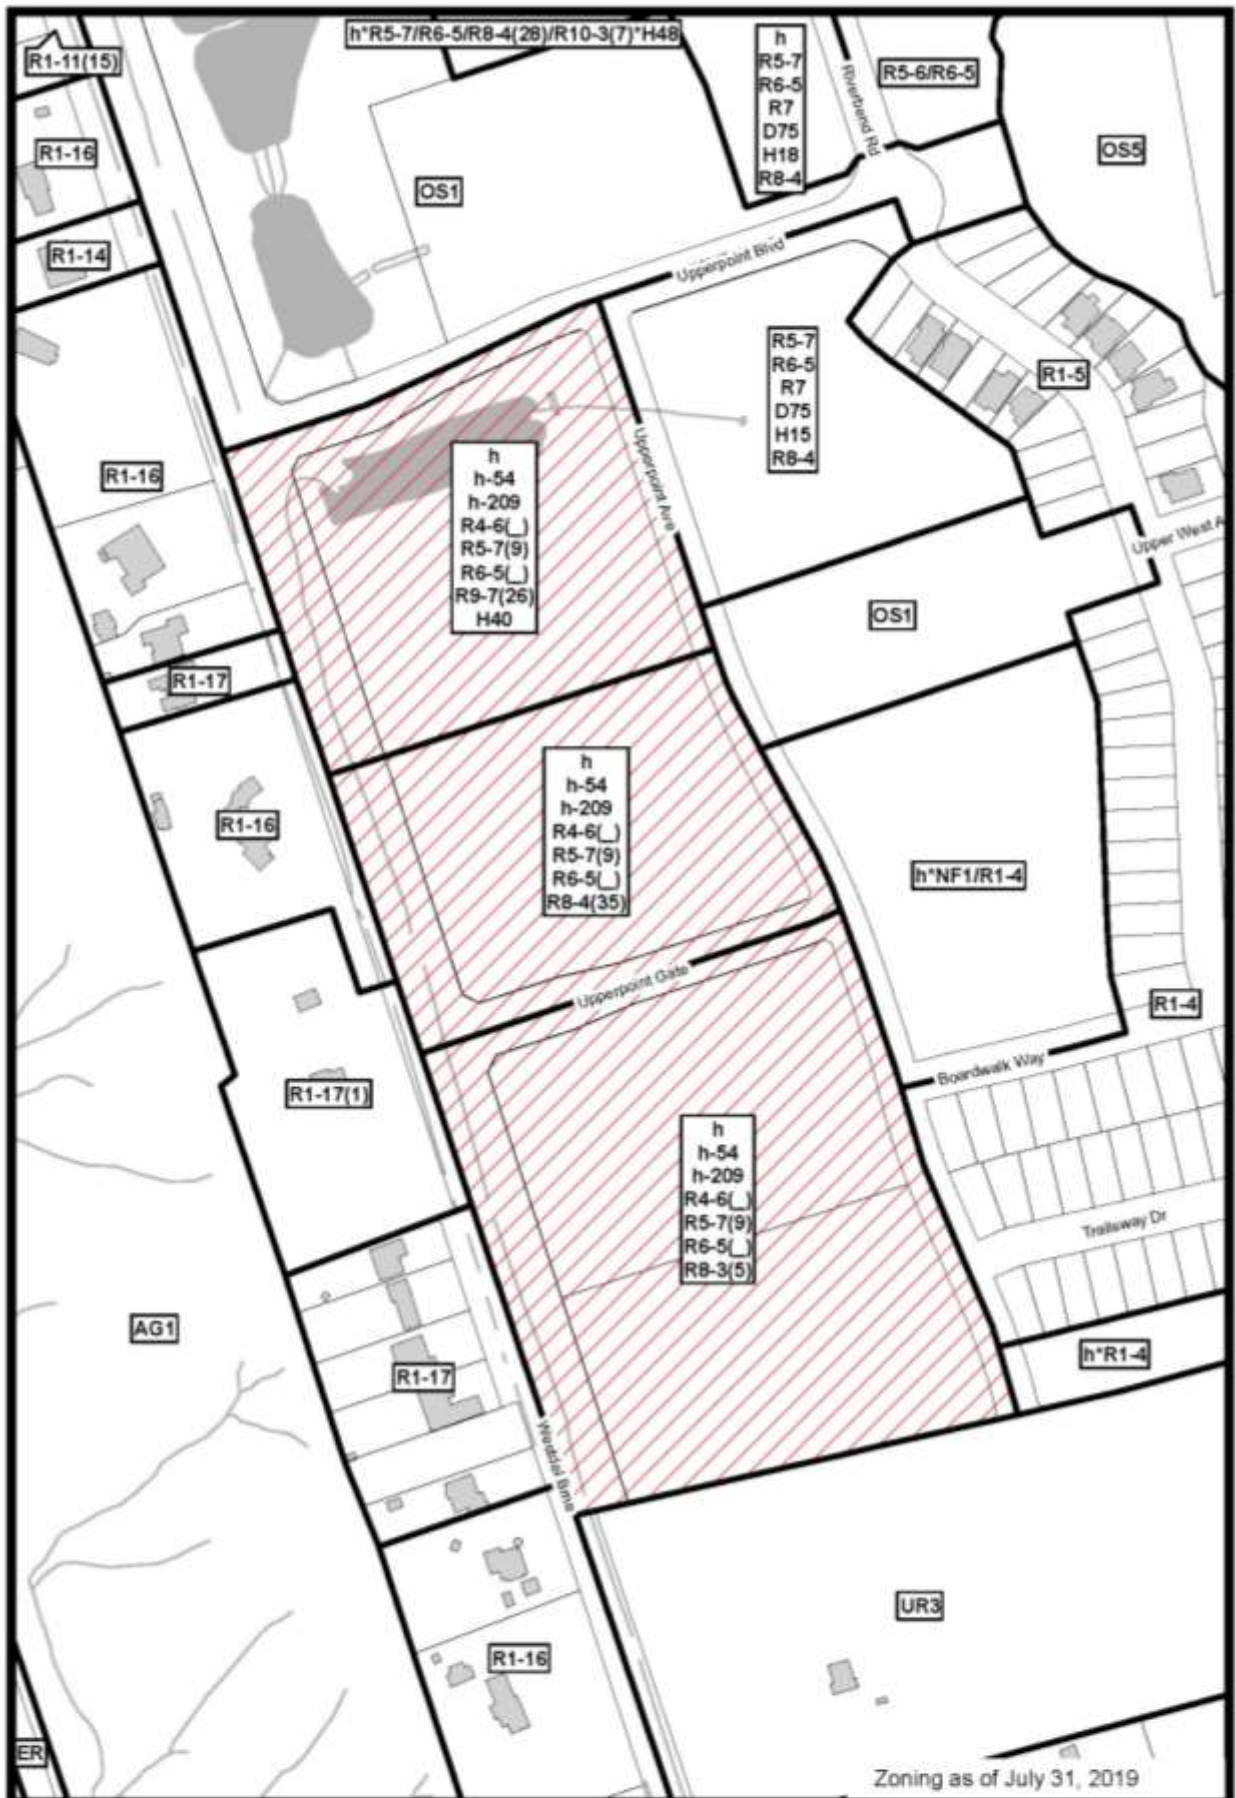 h*R5-7/R6-5/R8-4(28)/R10-3(7)*H48
R1-11(15)
h
R5-7
R6-5
R7
D75
H18
R8-4
Riverbend Rd
R5-6/R6-5
OS5
R1-16
OS1
R1-14
Upperpoint Blvd
R5-7
R6-5
R7
D75
H15
R8-4
R1-5
R1-16
h
h-54
h-209
R4-6(_)
R5-7(9)
R6-5(_)
R9-7(26)
H40
Upperpoint Ave
Upper West A
OS1
R1-17
h
h-54
h-209
R4-6(_)
R5-7(9)
R6-5(_)
R8-4(35)
R1-16
h*NF1/R1-4
Upperpoint Gate
R1-4
Boardwalk Way
R1-17(1)
h
h-54
h-209
R4-6(_)
R5-7(9)
R6-5(_)
R8-3(5)
Trailsway Dr
AG1
h*R1-4
R1-17
Westdel Brne
UR3
R1-16
ER
Zoning as of July 31, 2019